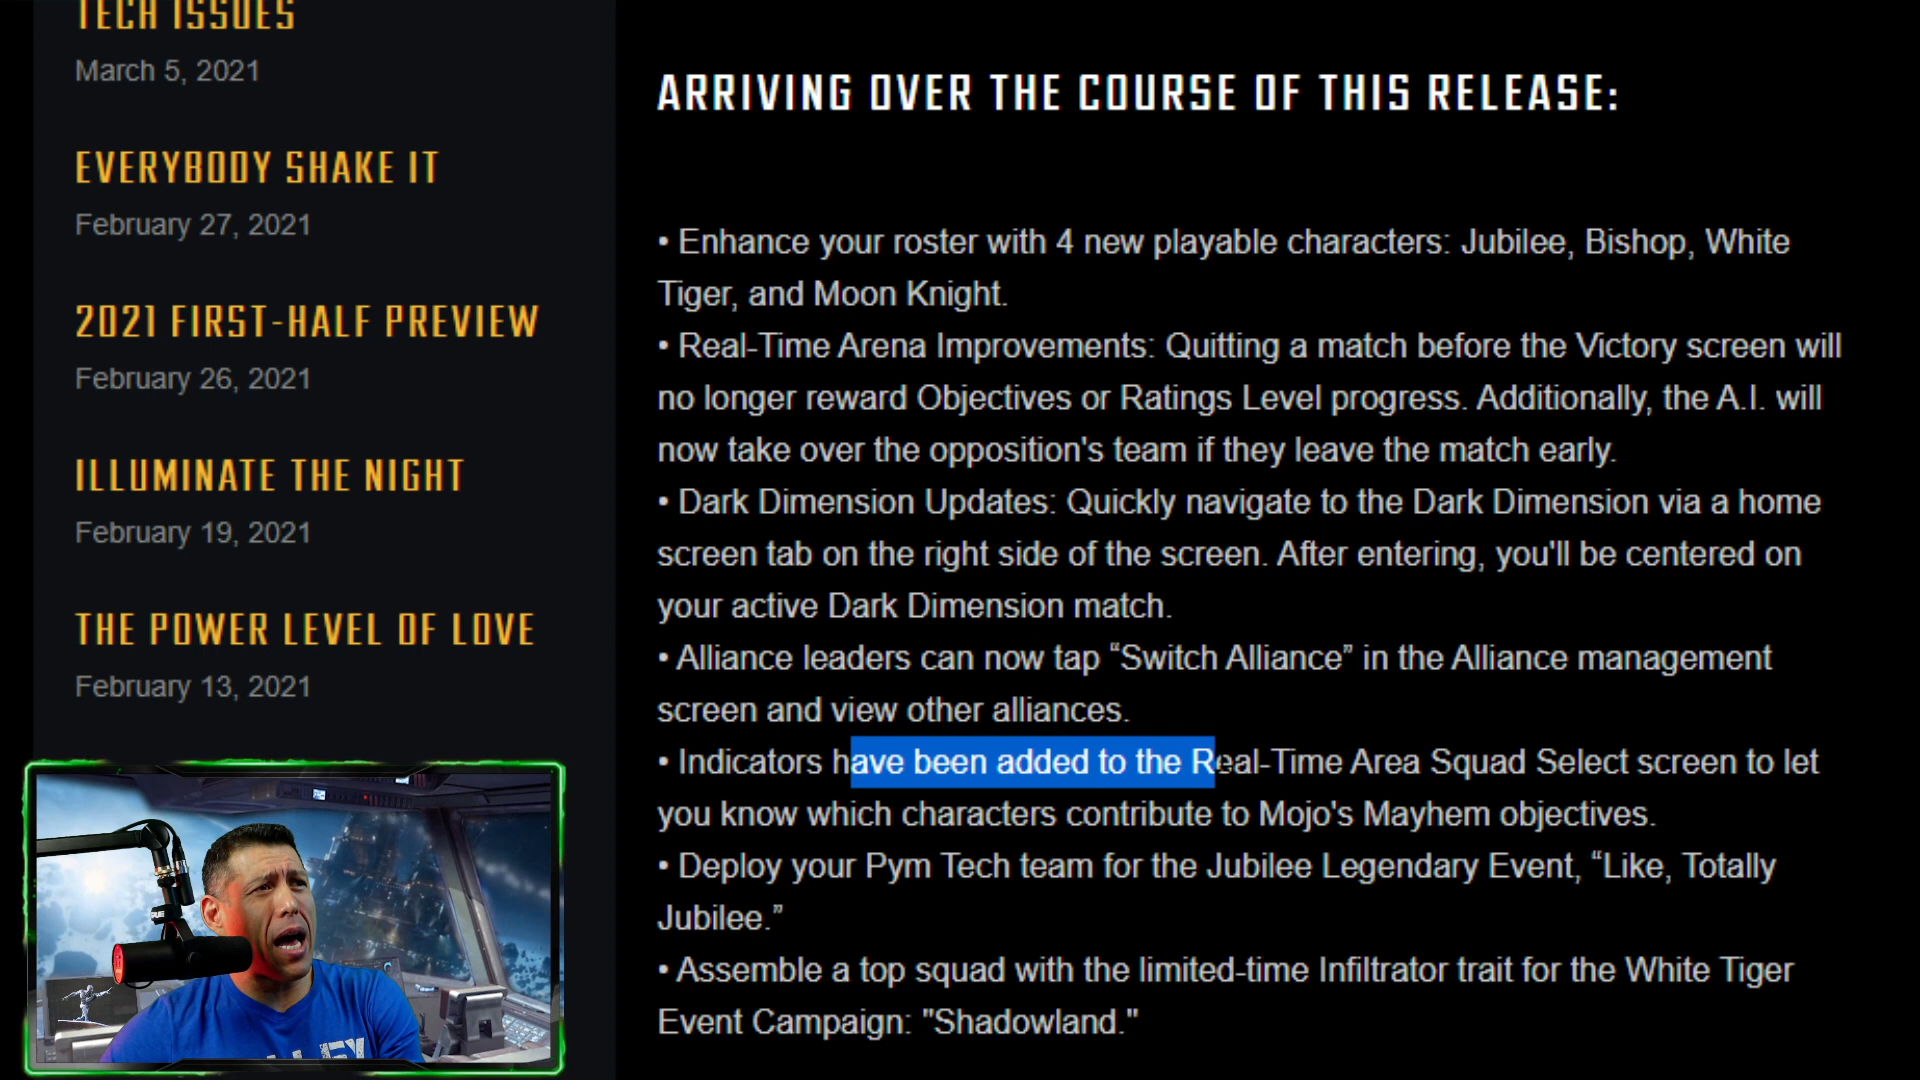 TECH ISSUES
March 5, 2021
EVERYBODY SHAKE IT
February 27, 2021
2021 FIRST-HALF PREVIEW
February 26, 2021
ILLUMINATE THE NIGHT
February 19, 2021
THE POWER LEVEL OF LOVE
February 13, 2021
ARRIVING OVER THE COURSE OF THIS RELEASE:
• Enhance your roster with 4 new playable characters: Jubilee, Bishop, White
Tiger, and Moon Knight.
• Real-Time Arena Improvements: Quitting a match before the Victory screen will
no longer reward Objectives or Ratings Level progress. Additionally, the A.I. will
now take over the opposition's team if they leave the match early.
• Dark Dimension Updates: Quickly navigate to the Dark Dimension via a home
screen tab on the right side of the screen. After entering, you'll be centered on
your active Dark Dimension match.
• Alliance leaders can now tap “Switch Alliance” in the Alliance management
screen and view other alliances.
• Indicators have been added to the Real-Time Area Squad Select screen to let
you know which characters contribute to Mojo's Mayhem objectives.
• Deploy your Pym Tech team for the Jubilee Legendary Event, “Like, Totally
Jubilee.”
• Assemble a top squad with the limited-time Infiltrator trait for the White Tiger
Event Campaign: "Shadowland."